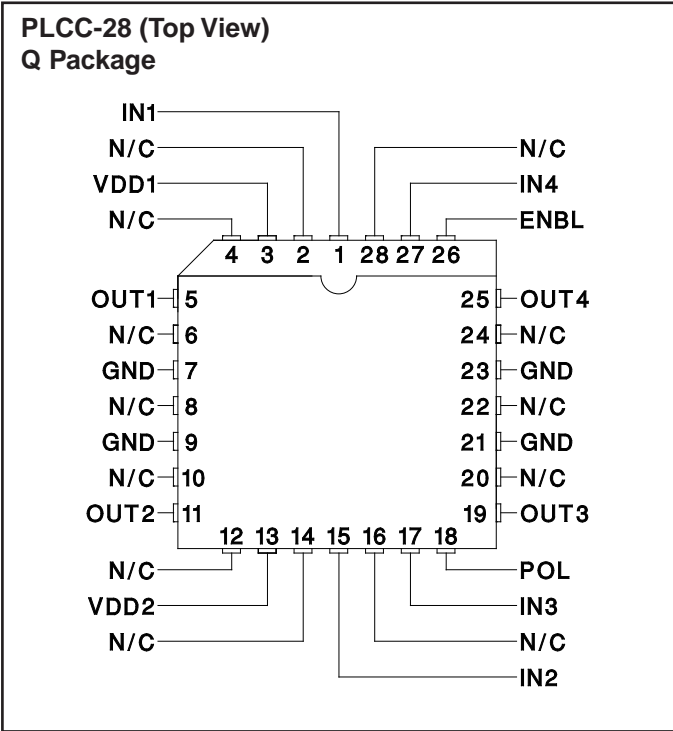 PLCC-28 (Top View)
Q Package
IN1
N/C N/C
VDD1 IN4
N/C ENBL
4 3 2 1 28 27 26
OUT1 5 25 OUT4
N/C 6 24 N/C
GND 7 23 GND
N/C 8 22 N/C
GND 9 21 GND
N/C 10 20 N/C
OUT2 11 19 OUT3
12 13 14 15 16 17 18
N/C POL
VDD2 IN3
N/C N/C
IN2